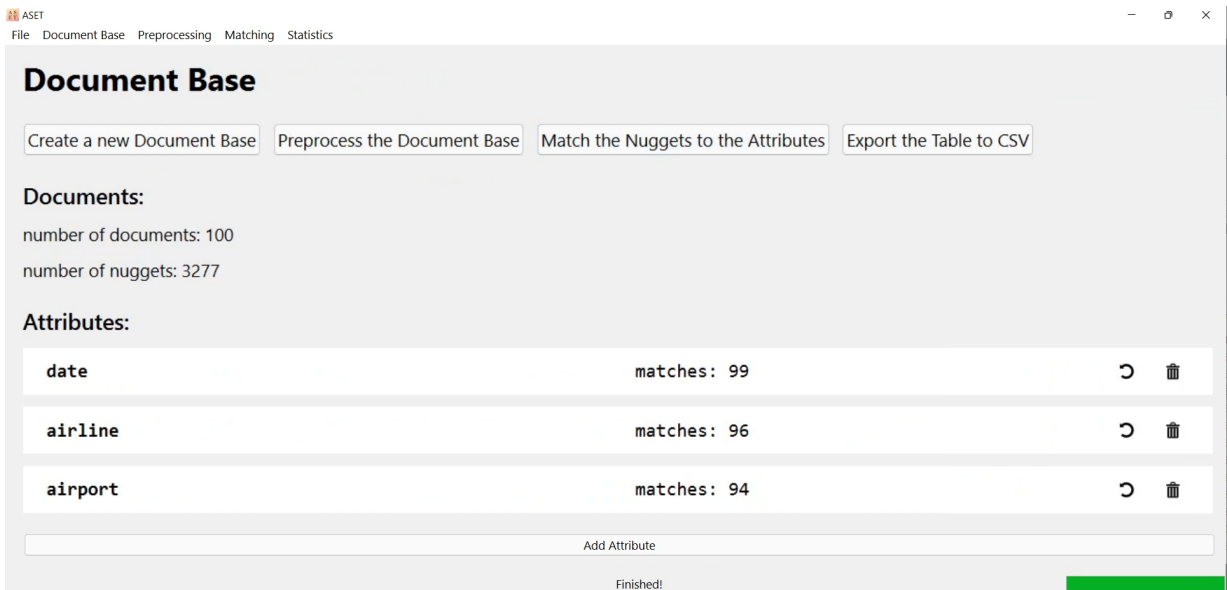 ASET
File Document Base Preprocessing Matching Statistics
Document Base
Create a new Document Base Preprocess the Document Base Match the Nuggets to the Attributes Export the Table to CSV
Documents:
number of documents: 100
number of nuggets: 3277
Attributes:
date matches: 99
airline matches: 96
airport matches: 94
Add Attribute
Finished!